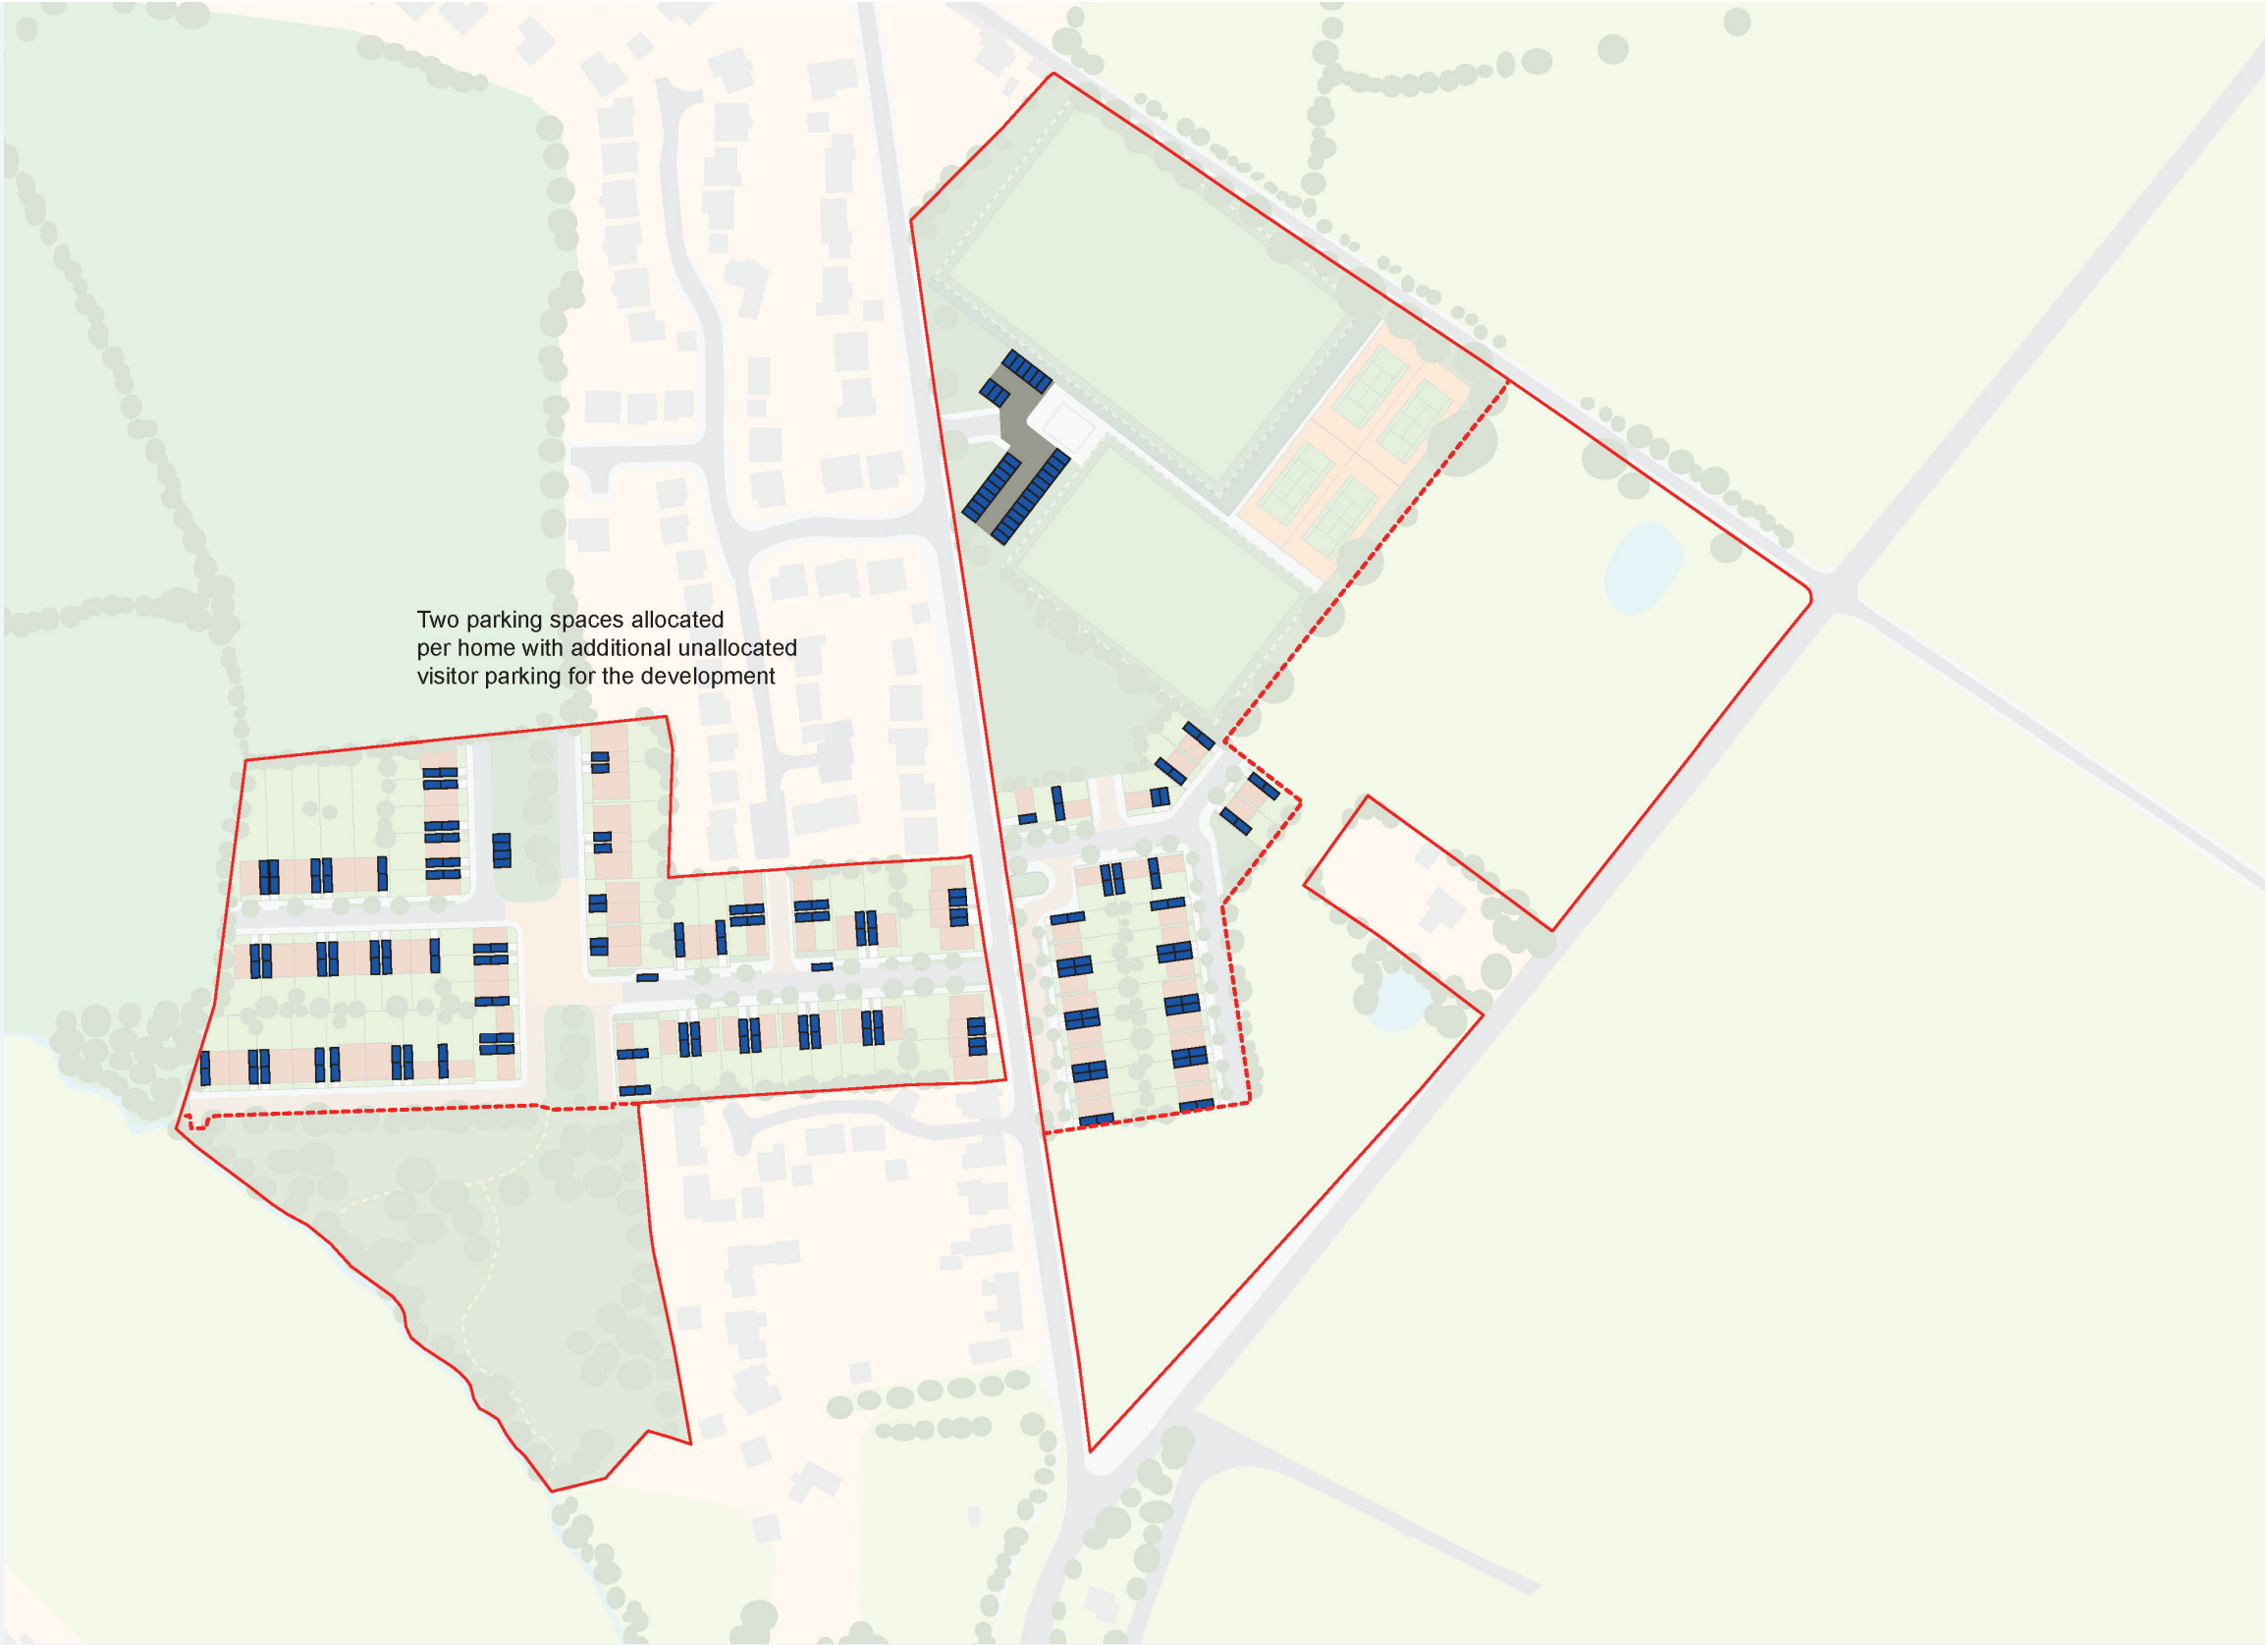 Two parking spaces allocated
per home with additional unallocated
visitor parking for the development